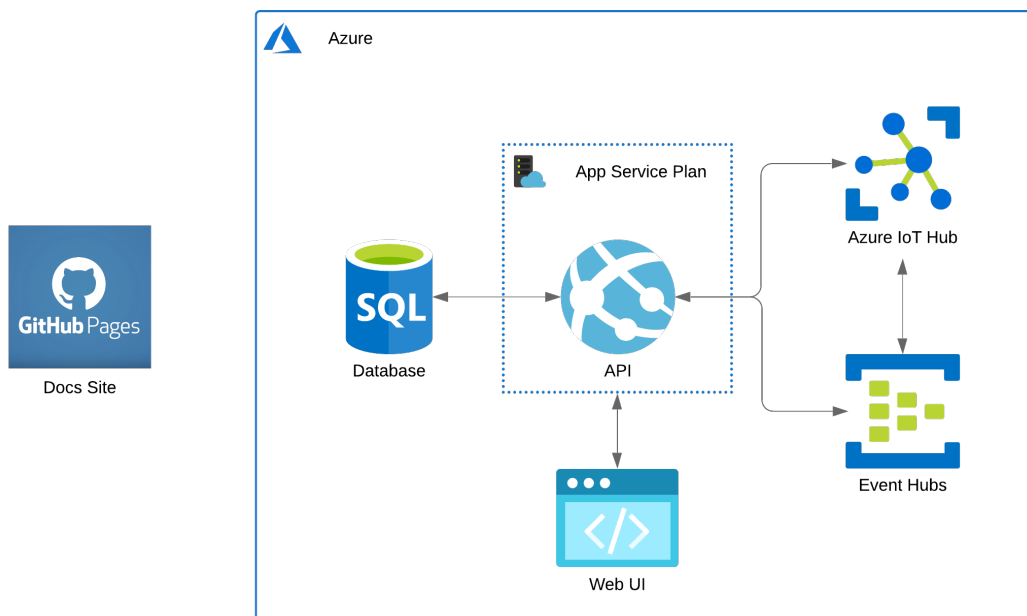 Azure
App Service Plan
Azure IoT Hub
GitHub Pages
SQL
Docs Site
Database
API
Event Hubs
</> 
Web UI